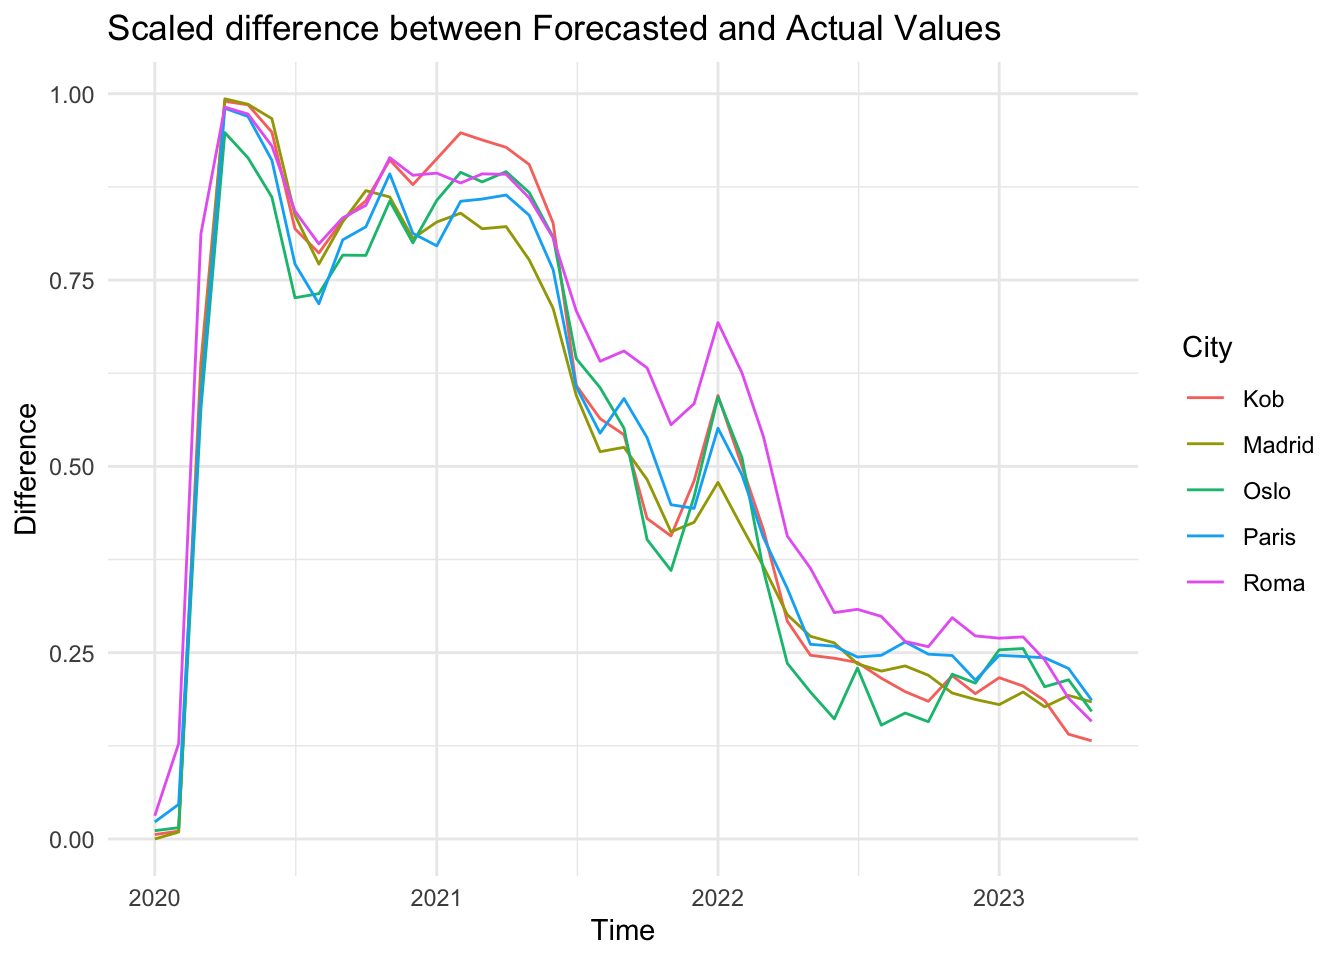 Scaled difference between Forecasted and Actual Values
1.00
0.75
0.50
0.25
0.00
Difference
2020 2021 2022 2023
Time
City
Kob
Madrid
Oslo
Paris
Roma